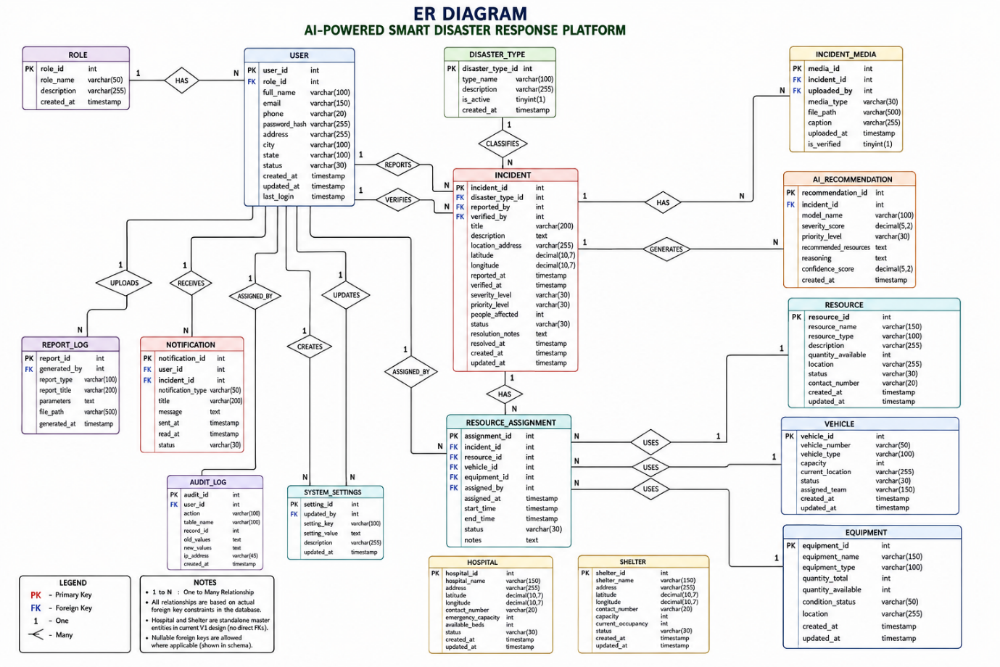 ER DIAGRAM
AI-POWERED SMART DISASTER RESPONSE PLATFORM
ROLE
PK role_id int
role_name varchar(50)
description varchar(255)
created_at timestamp
1
HAS
N
USER
PK user_id int
FK role_id int
full_name varchar(100)
email varchar(150)
phone varchar(20)
password_hash varchar(255)
address varchar(255)
city varchar(100)
state varchar(100)
status varchar(30)
created_at timestamp
updated_at timestamp
last_login timestamp
DISASTER_TYPE
PK disaster_type_id int
type_name varchar(100)
description varchar(255)
is_active tinyint(1)
created_at timestamp
1
CLASSIFIES
N
INCIDENT_MEDIA
PK media_id int
FK incident_id int
FK uploaded_by int
media_type varchar(30)
file_path varchar(500)
caption varchar(255)
uploaded_at timestamp
is_verified tinyint(1)
N
1
REPORTS
N
1
VERIFIES
N
INCIDENT
PK incident_id int
FK disaster_type_id int
FK reported_by int
FK verified_by int
title varchar(200)
description text
location_address varchar(255)
latitude decimal(10,7)
longitude decimal(10,7)
reported_at timestamp
verified_at timestamp
severity_level varchar(30)
priority_level varchar(30)
people_affected int
status varchar(30)
resolution_notes text
resolved_at timestamp
created_at timestamp
updated_at timestamp
1
HAS
N
1
GENERATES
N
AI_RECOMMENDATION
PK recommendation_id int
FK incident_id int
model_name varchar(100)
severity_score decimal(5,2)
priority_level varchar(30)
recommended_resources text
reasoning text
confidence_score decimal(5,2)
created_at timestamp
1
UPLOADS
N
1
RECEIVES
N
1
ASSIGNED_BY
1
CREATES
N
1
UPDATES
N
1
ASSIGNED_BY
N
REPORT_LOG
PK report_id int
FK generated_by int
report_type varchar(100)
report_title varchar(200)
parameters text
file_path varchar(500)
generated_at timestamp
NOTIFICATION
PK notification_id int
FK user_id int
FK incident_id int
notification_type varchar(50)
title varchar(200)
message text
sent_at timestamp
read_at timestamp
status varchar(30)
1
HAS
N
RESOURCE
PK resource_id int
resource_name varchar(150)
resource_type varchar(100)
description varchar(255)
quantity_available int
location varchar(255)
status varchar(30)
contact_number varchar(20)
created_at timestamp
updated_at timestamp
RESOURCE_ASSIGNMENT
PK assignment_id int
FK incident_id int
FK resource_id int
FK vehicle_id int
FK equipment_id int
FK assigned_by int
assigned_at timestamp
start_time timestamp
end_time timestamp
status varchar(30)
notes text
N
USES
1
1
N
USES
1
N
USES
1
VEHICLE
PK vehicle_id int
vehicle_number varchar(50)
vehicle_type varchar(100)
capacity int
current_location varchar(255)
status varchar(30)
assigned_team varchar(150)
created_at timestamp
updated_at timestamp
AUDIT_LOG
PK audit_id int
FK user_id int
action varchar(100)
table_name varchar(100)
record_id int
old_values text
new_values text
ip_address varchar(45)
created_at timestamp
SYSTEM_SETTINGS
PK setting_id int
FK updated_by int
setting_key varchar(100)
setting_value text
description varchar(255)
updated_at timestamp
EQUIPMENT
PK equipment_id int
equipment_name varchar(150)
equipment_type varchar(100)
quantity_total int
quantity_available int
condition_status varchar(50)
location varchar(255)
created_at timestamp
updated_at timestamp
HOSPITAL
PK hospital_id int
hospital_name varchar(150)
address varchar(255)
latitude decimal(10,7)
longitude decimal(10,7)
contact_number varchar(20)
emergency_capacity int
available_beds int
status varchar(30)
created_at timestamp
updated_at timestamp
SHELTER
PK shelter_id int
shelter_name varchar(150)
address varchar(255)
latitude decimal(10,7)
longitude decimal(10,7)
contact_number varchar(20)
capacity int
current_occupancy int
status varchar(30)
created_at timestamp
updated_at timestamp
LEGEND
PK - Primary Key
FK - Foreign Key
1 - One
- Many
NOTES
• 1 to N : One to Many Relationship
• All relationships are based on actual
foreign key constraints in the database.
• Hospital and Shelter are standalone master
entities in current V1 design (no direct FKs).
• Nullable foreign keys are allowed
where applicable (shown in schema).